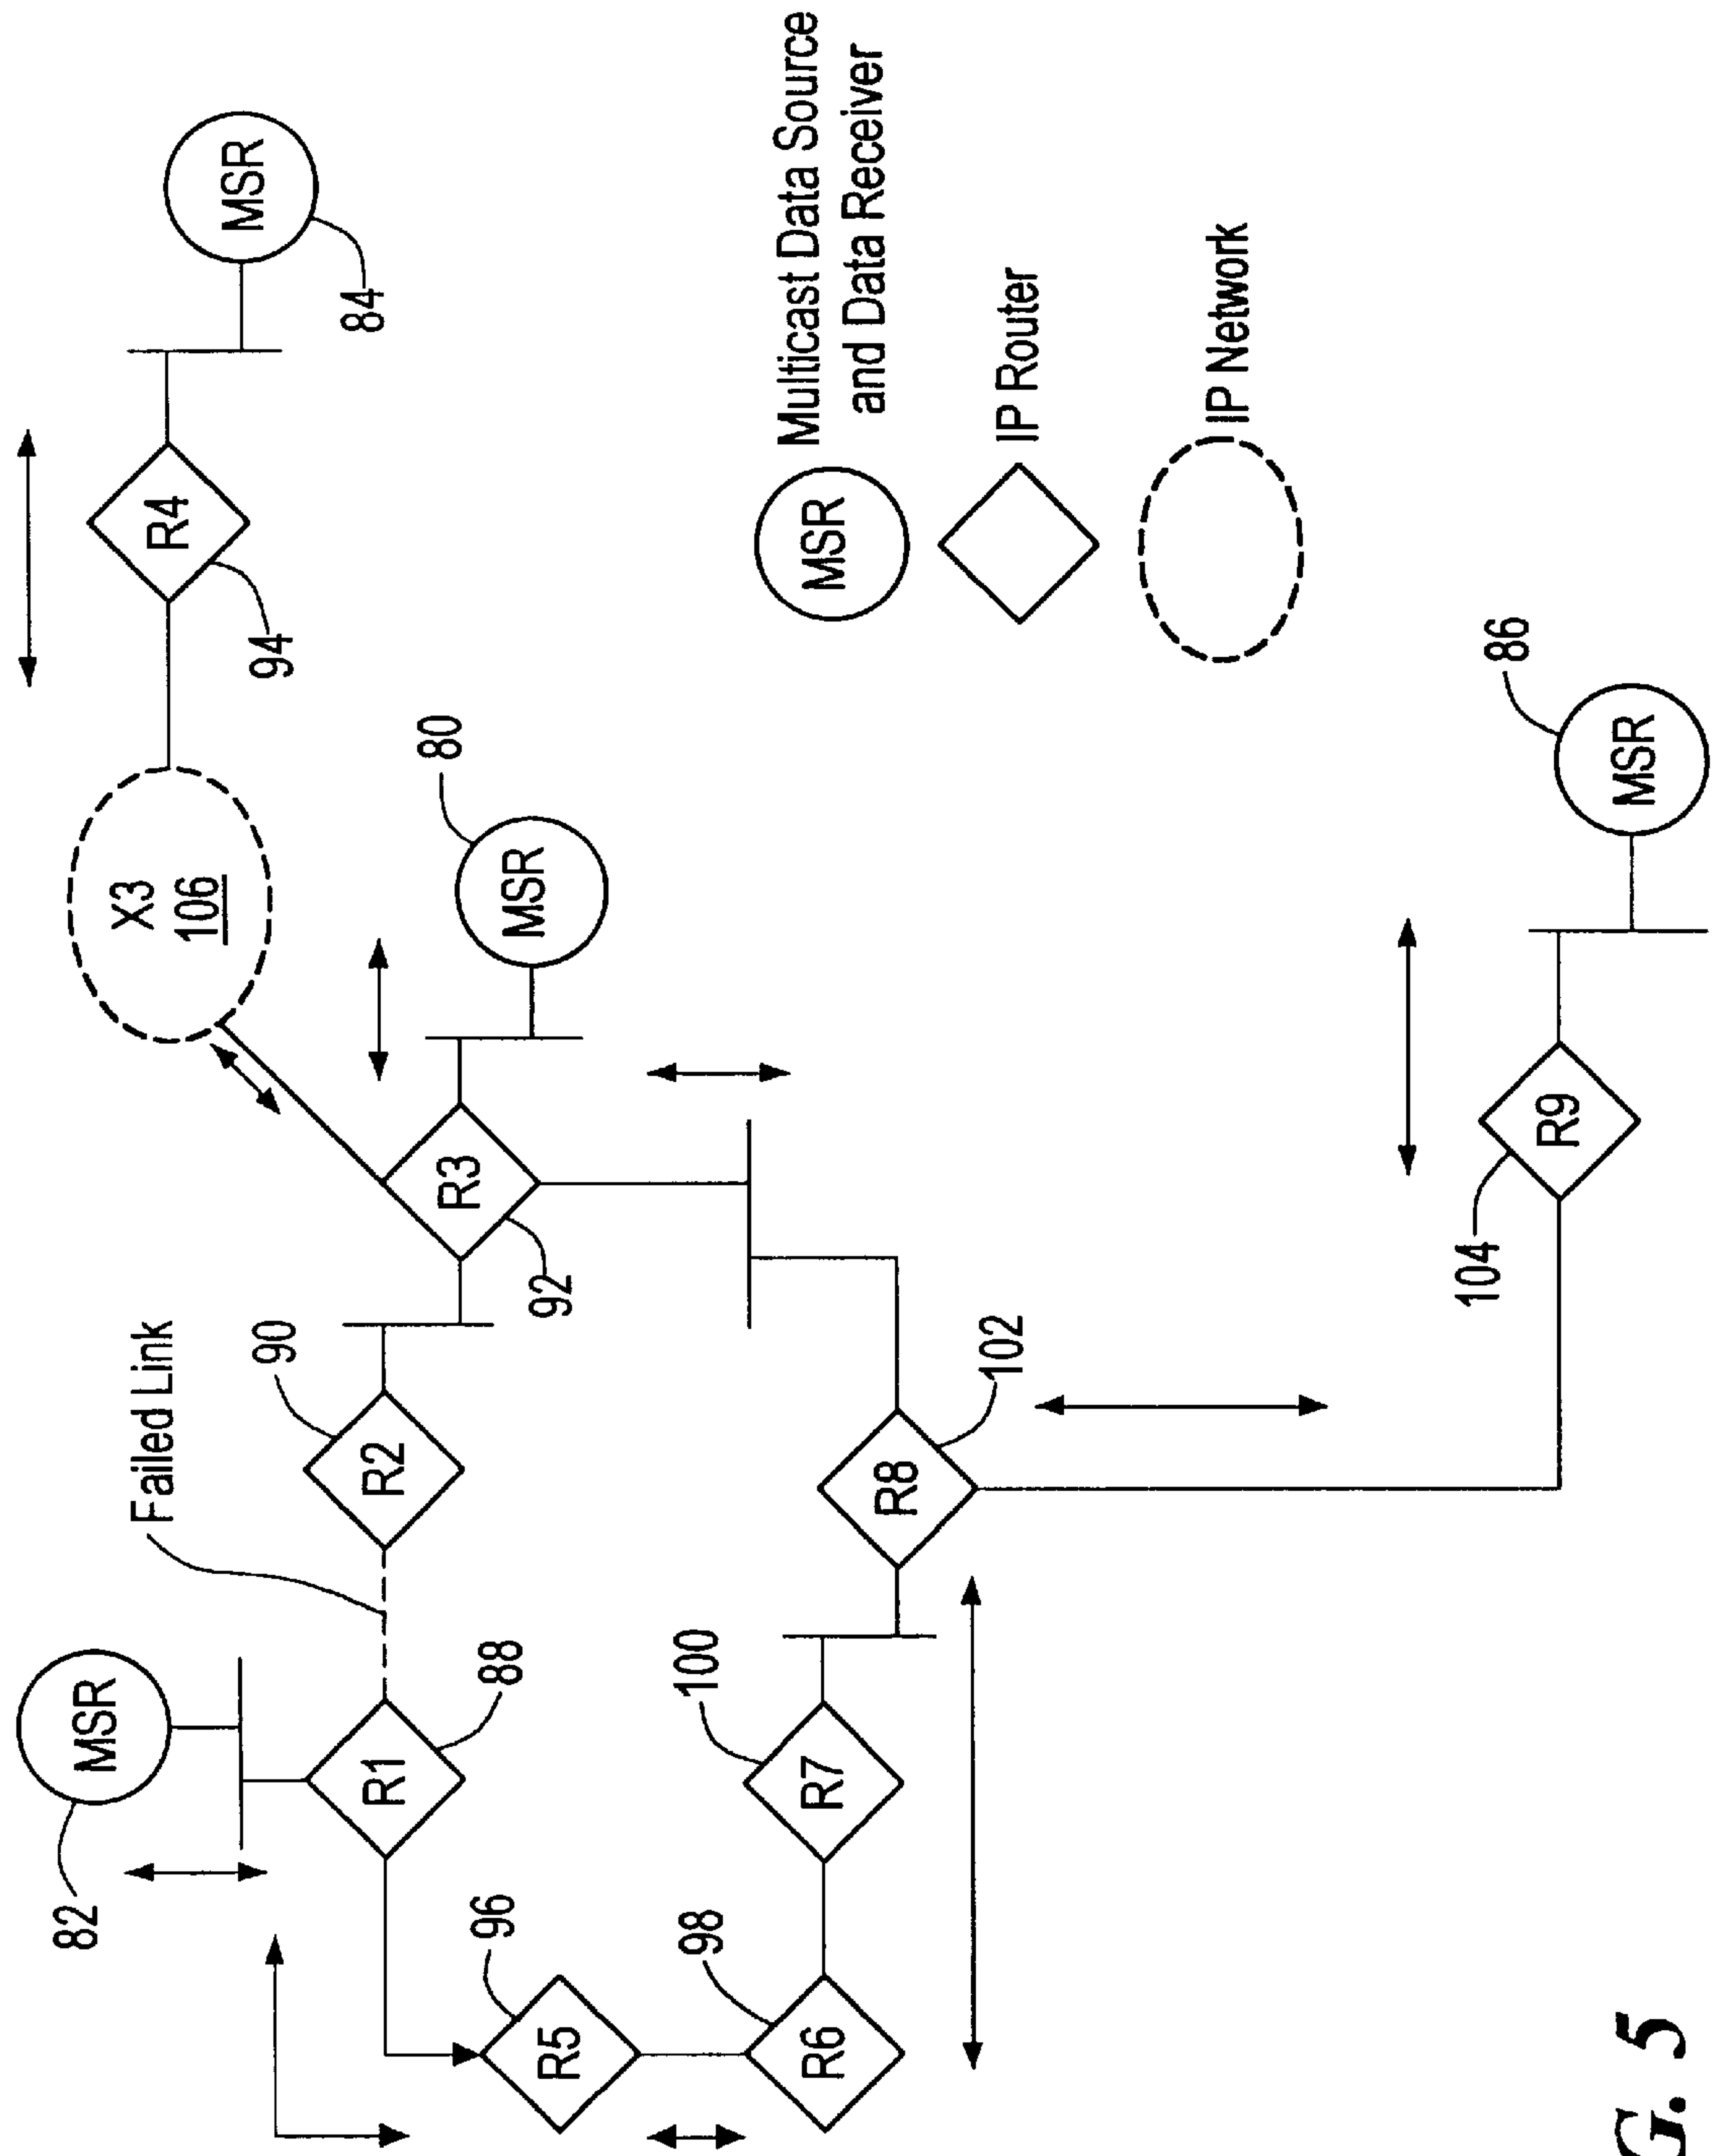 82
MSR
Failed Link
X3
106
R4
MSR
84
94
R1
88
90
R2
R3
92
80
MSR
96
R5
98
R6
100
R7
R8
102
104
R9
86
MSR
MSR
Multicast Data Source
and Data Receiver
IP Router
IP Network
G. 5